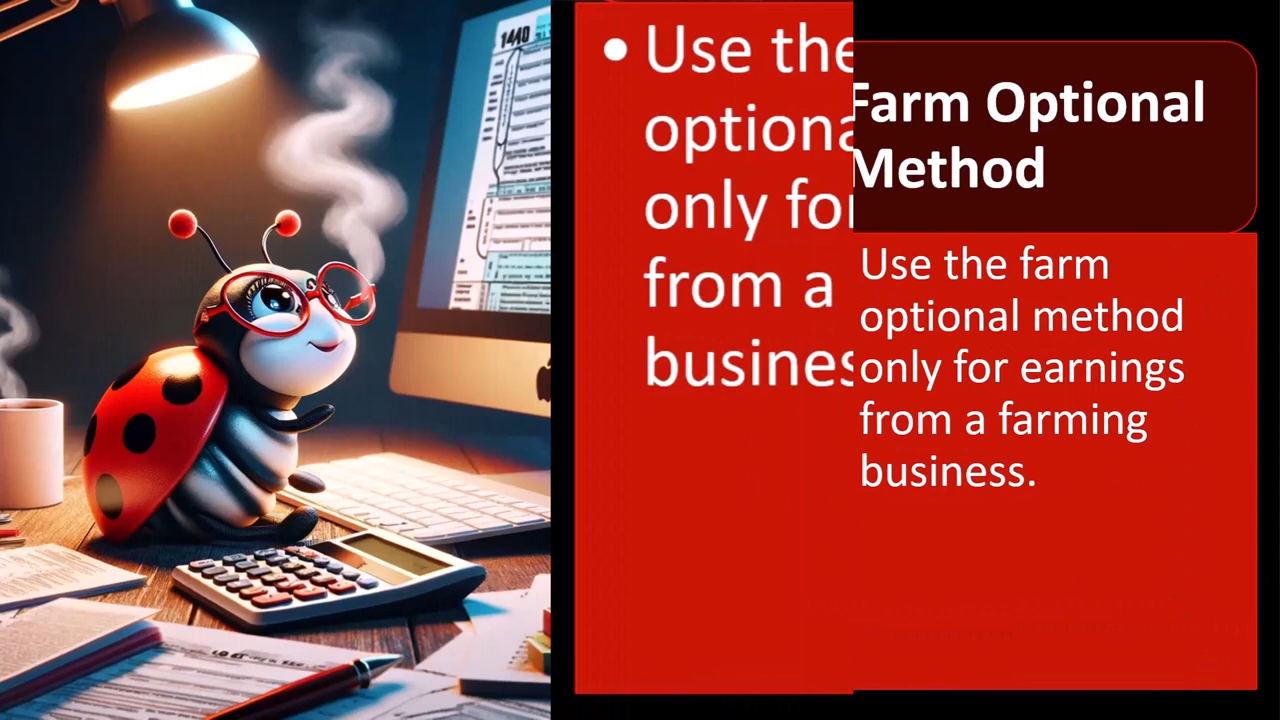 1440
• Use the
optiona
only for
from a
busines
Farm Optional
Method
Use the farm
optional method
only for earnings
from a farming
business.